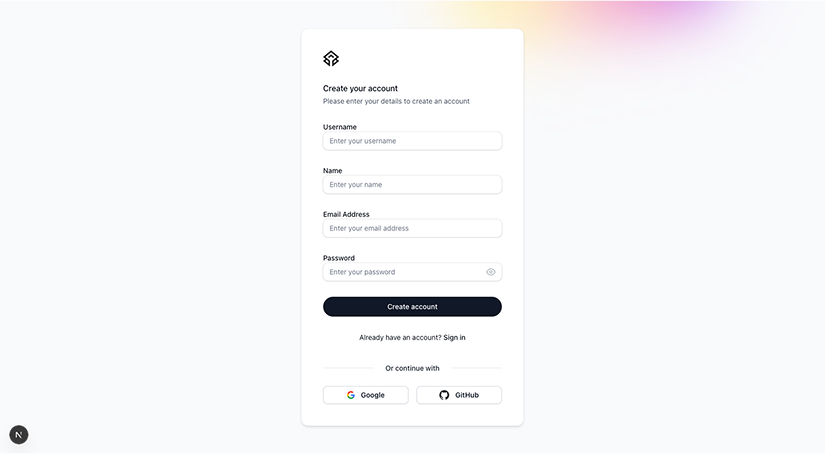 Create your account
Please enter your details to create an account
Username
Enter your username
Name
Enter your name
Email Address
Enter your email address
Password
Enter your password
Create account
Already have an account? Sign in
Or continue with
Google
GitHub
N